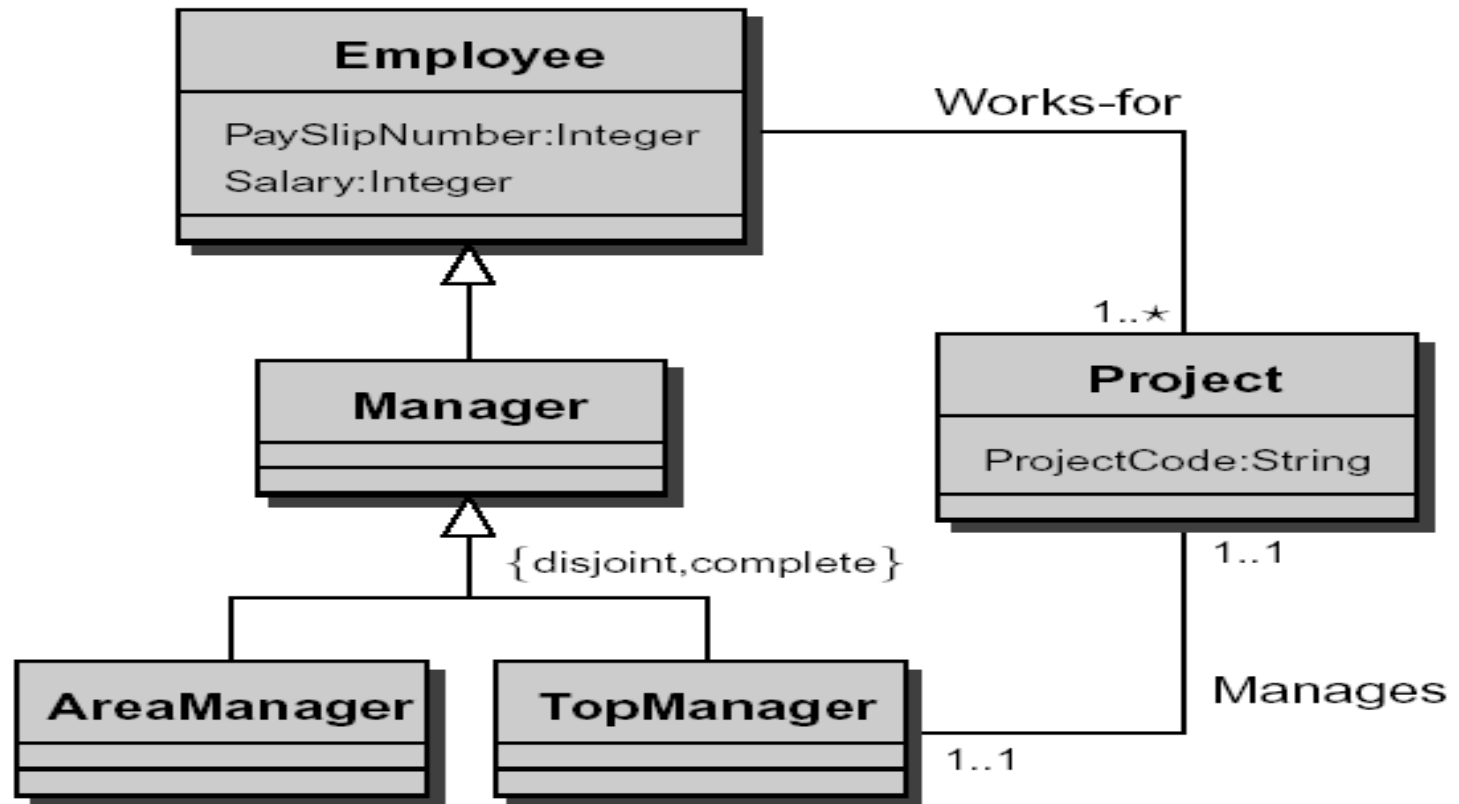 Employee
PaySlipNumber:Integer
Salary:Integer
Works-for
1..⋆
Manager
Project
ProjectCode:String
{disjoint,complete}
1..1
AreaManager
TopManager
Manages
1..1